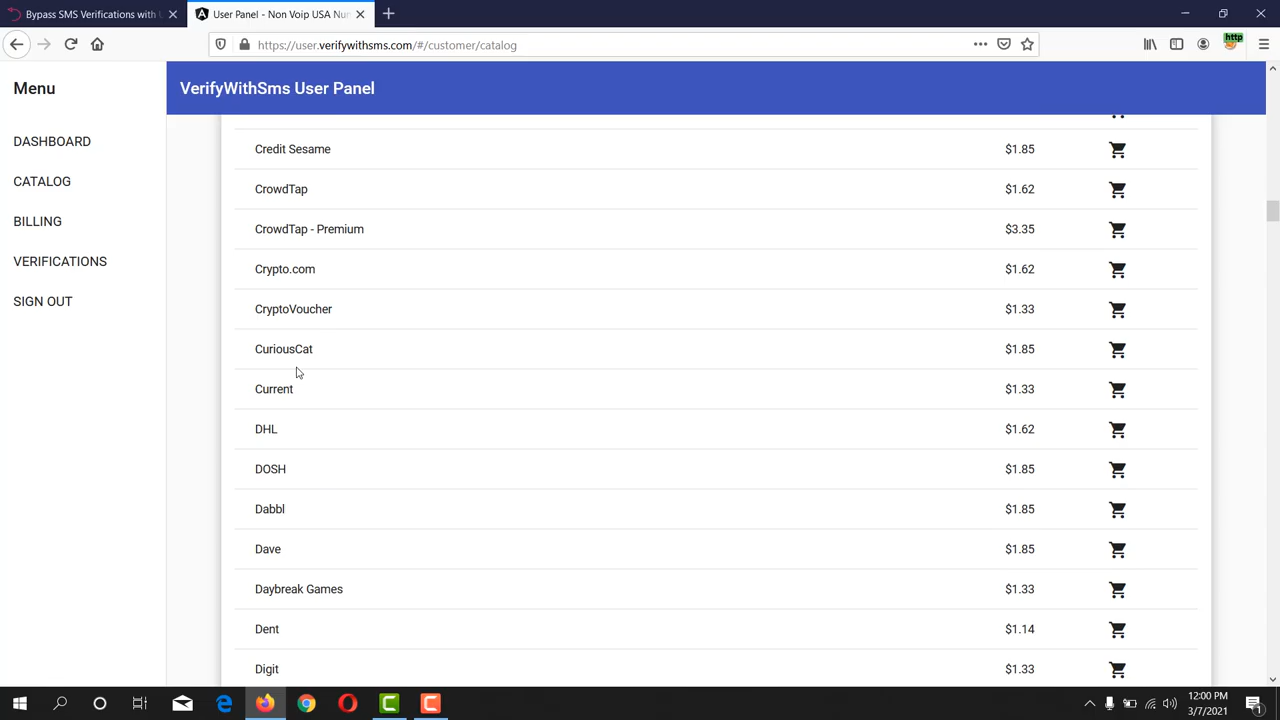 Bypass SMS Verifications with
User Panel - Non Voip USA Nun
https://user.verifywithsms.com/#/customer/catalog
http
Menu
VerifyWithSms User Panel
DASHBOARD
CATALOG
BILLING
VERIFICATIONS
SIGN OUT
Credit Sesame $1.85
CrowdTap $1.62
CrowdTap - Premium $3.35
Crypto.com $1.62
CryptoVoucher $1.33
CuriousCat $1.85
Current $1.33
DHL $1.62
DOSH $1.85
Dabbl $1.85
Dave $1.85
Daybreak Games $1.33
Dent $1.14
Digit $1.33
12:00 PM
3/7/2021
1